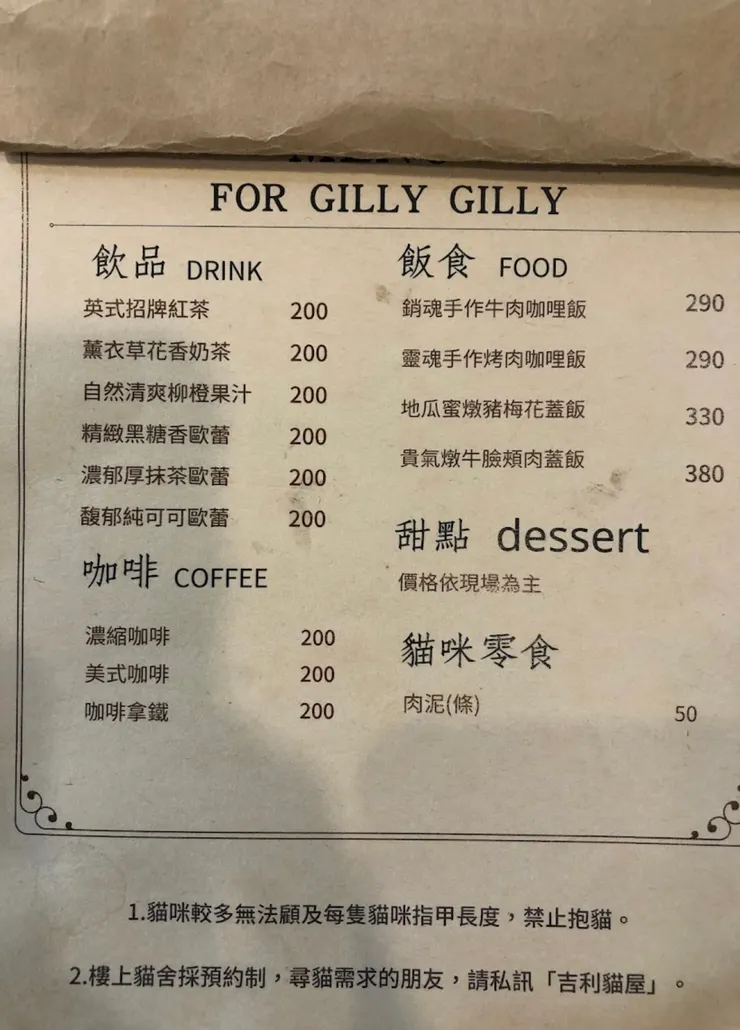 FOR GILLY GILLY
飲品 DRINK
英式招牌紅茶 200
薰衣草花香奶茶 200
自然清爽柳橙果汁 200
精緻黑糖香歐蕾 200
濃郁厚抹茶歐蕾 200
馥郁純可可歐蕾 200
咖啡 COFFEE
濃縮咖啡 200
美式咖啡 200
咖啡拿鐵 200
飯食 FOOD
銷魂手作牛肉咖哩飯 290
靈魂手作烤肉咖哩飯 290
地瓜蜜燉豬梅花蓋飯 330
貴氣燉牛臉頰肉蓋飯 380
甜點 dessert
價格依現場為主
貓咪零食
肉泥(條) 50
1.貓咪較多無法顧及每隻貓咪指甲長度，禁止抱貓。
2.樓上貓舍採預約制，尋貓需求的朋友，請私訊「吉利貓屋」。